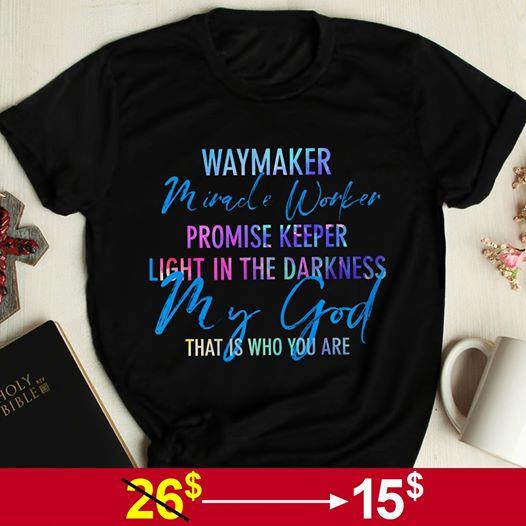 WAYMAKER
Miracle Worker
PROMISE KEEPER
LIGHT IN THE DARKNESS
My God
THAT IS WHO YOU ARE
HOLY
BIBLE KJV
26$ 15$